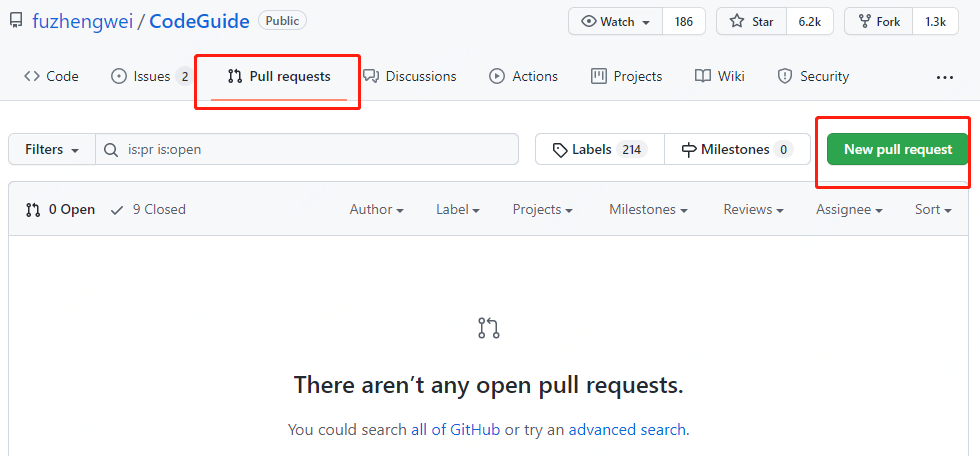 fuzhengwei / CodeGuide Public Watch 186 Star 6.2k Fork 1.3k
Code Issues 2 Pull requests Discussions Actions Projects Wiki Security ...
Filters is:pr is:open Labels 214 Milestones 0 New pull request
0 Open 9 Closed Author Label Projects Milestones Reviews Assignee Sort
There aren’t any open pull requests.
You could search all of GitHub or try an advanced search.